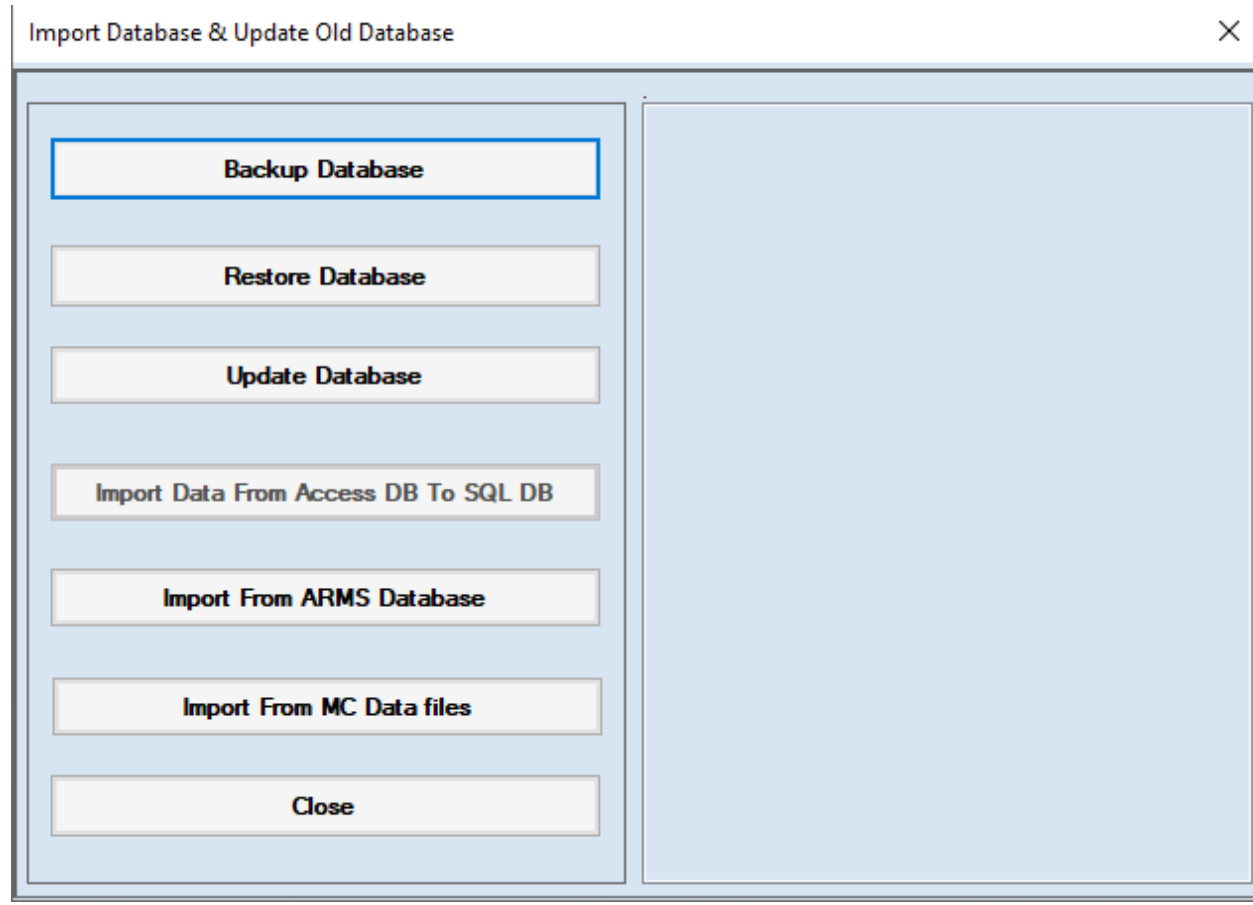 Import Database & Update Old Database
Backup Database
Restore Database
Update Database
Import Data From Access DB To SQL DB
Import From ARMS Database
Import From MC Data files
Close